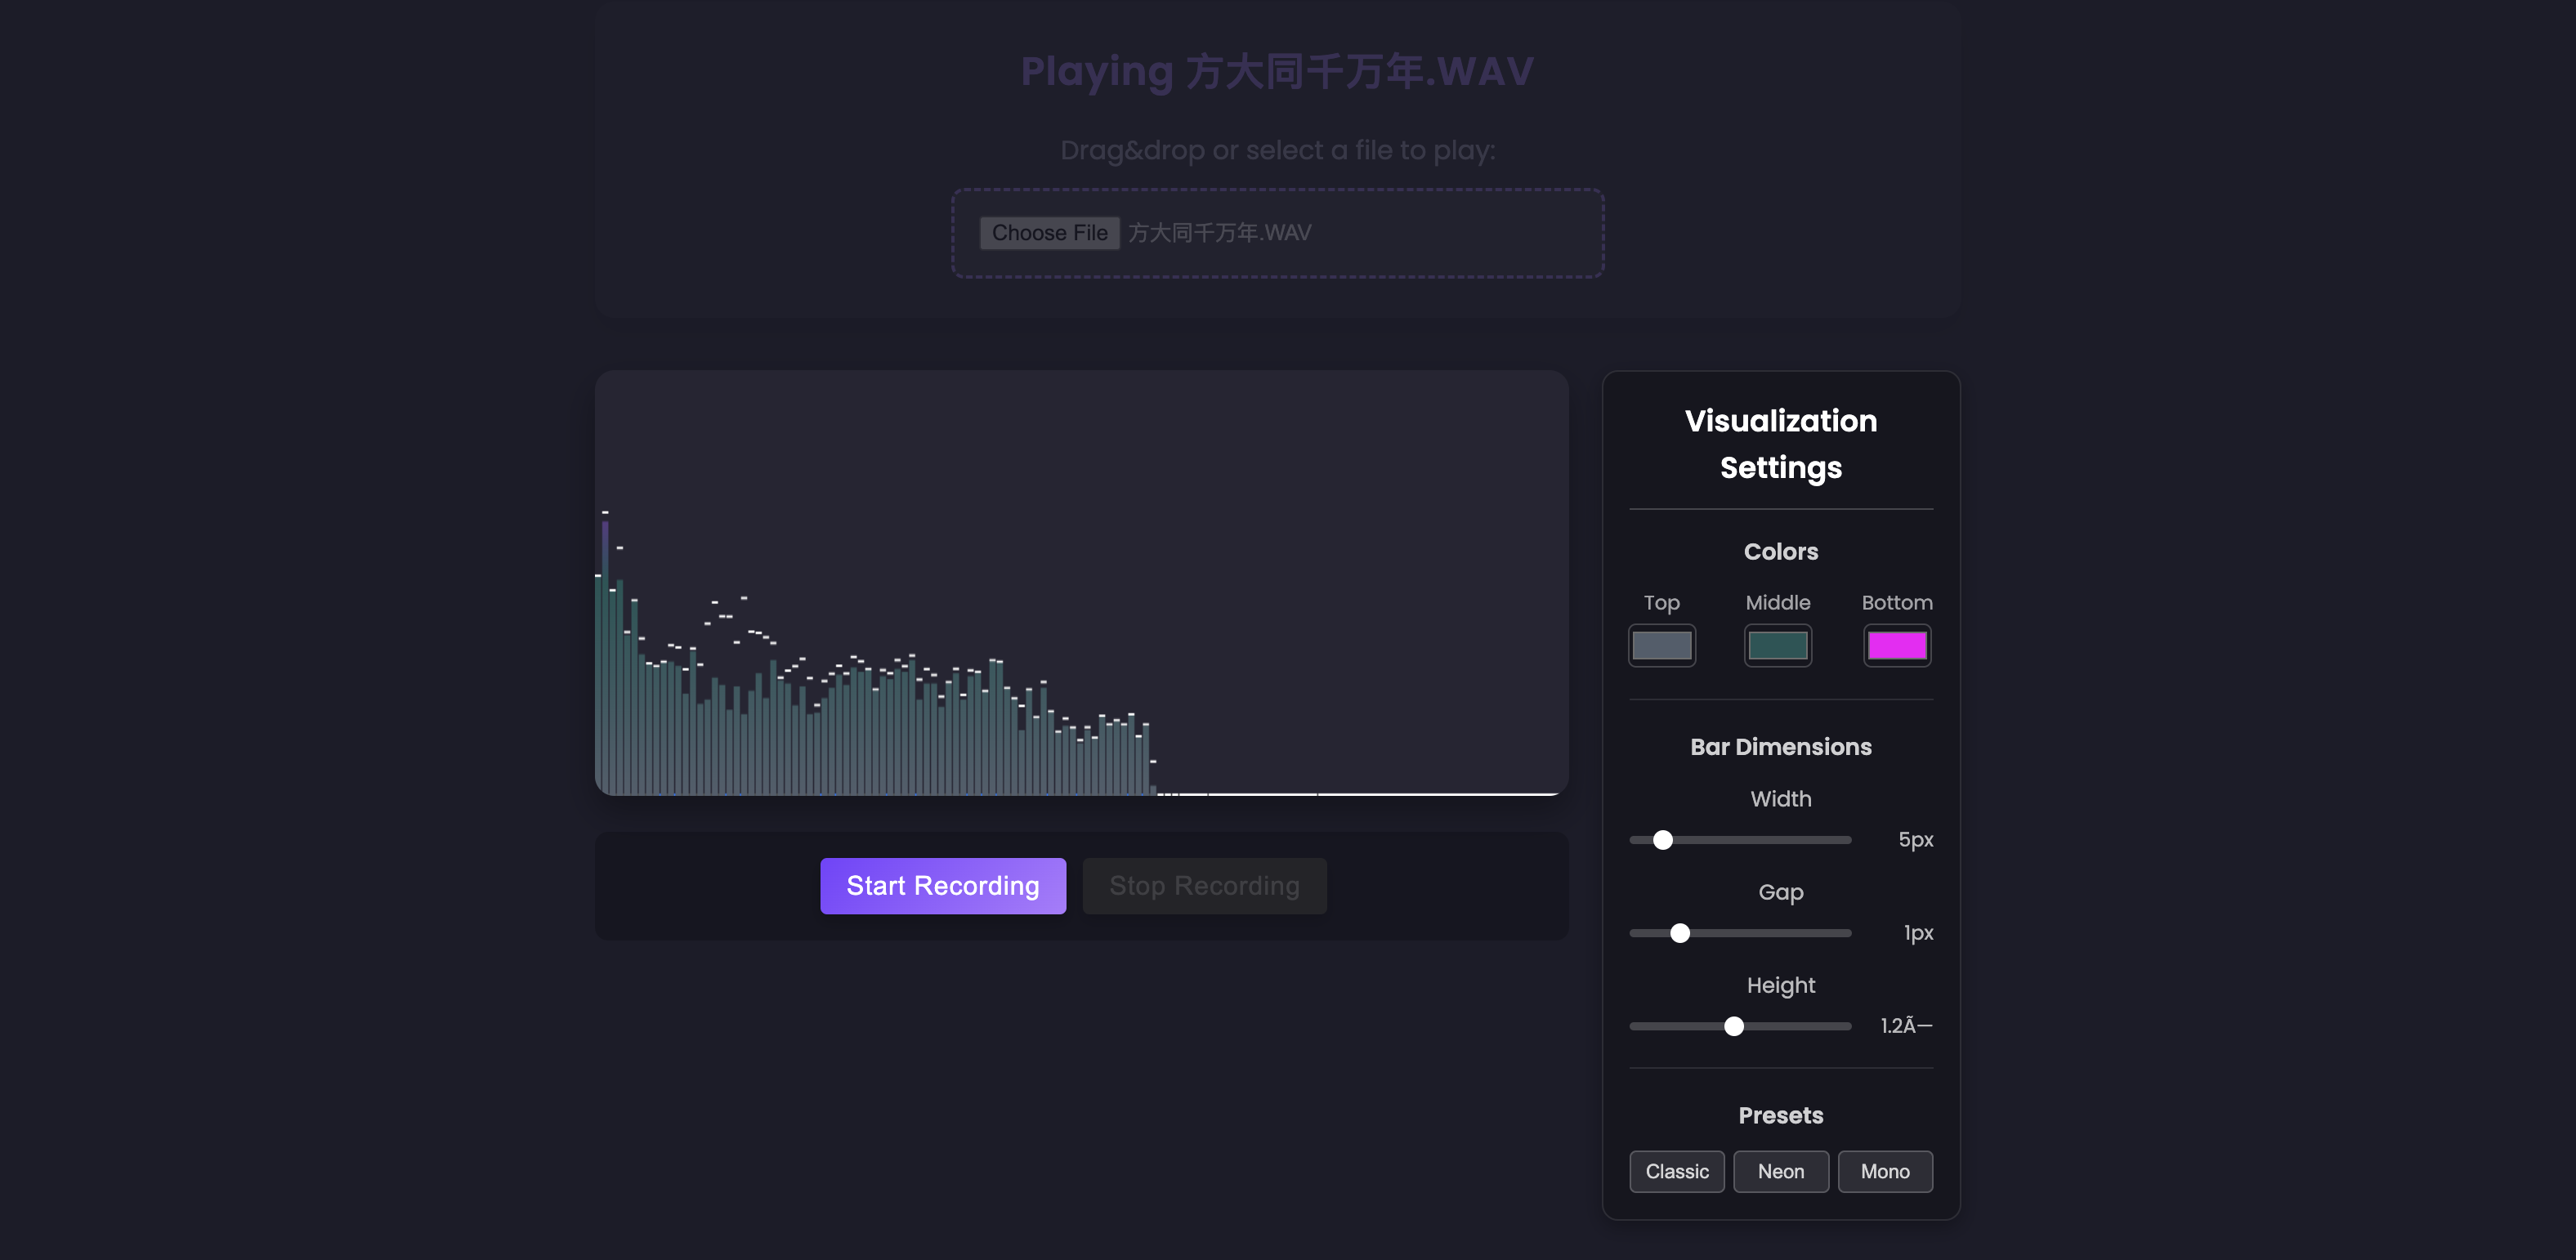 Playing 方大同千万年.WAV
Drag&drop or select a file to play:
Choose File 方大同千万年.WAV
Visualization
Settings
Colors
Top Middle Bottom
Bar Dimensions
Width
5px
Gap
1px
Height
1.2Ã—
Presets
Classic Neon Mono
Start Recording Stop Recording